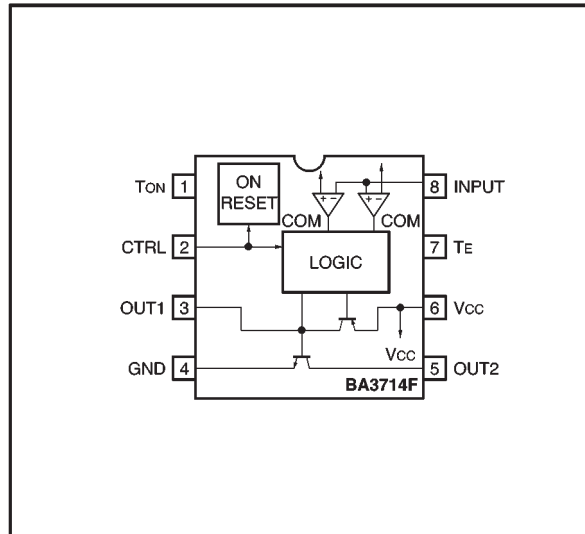 TON 1
ON
RESET
8 INPUT
+ -
+ -
COM
COM
CTRL 2
7 TE
LOGIC
OUT1 3
6 VCC
VCC
GND 4
5 OUT2
BA3714F